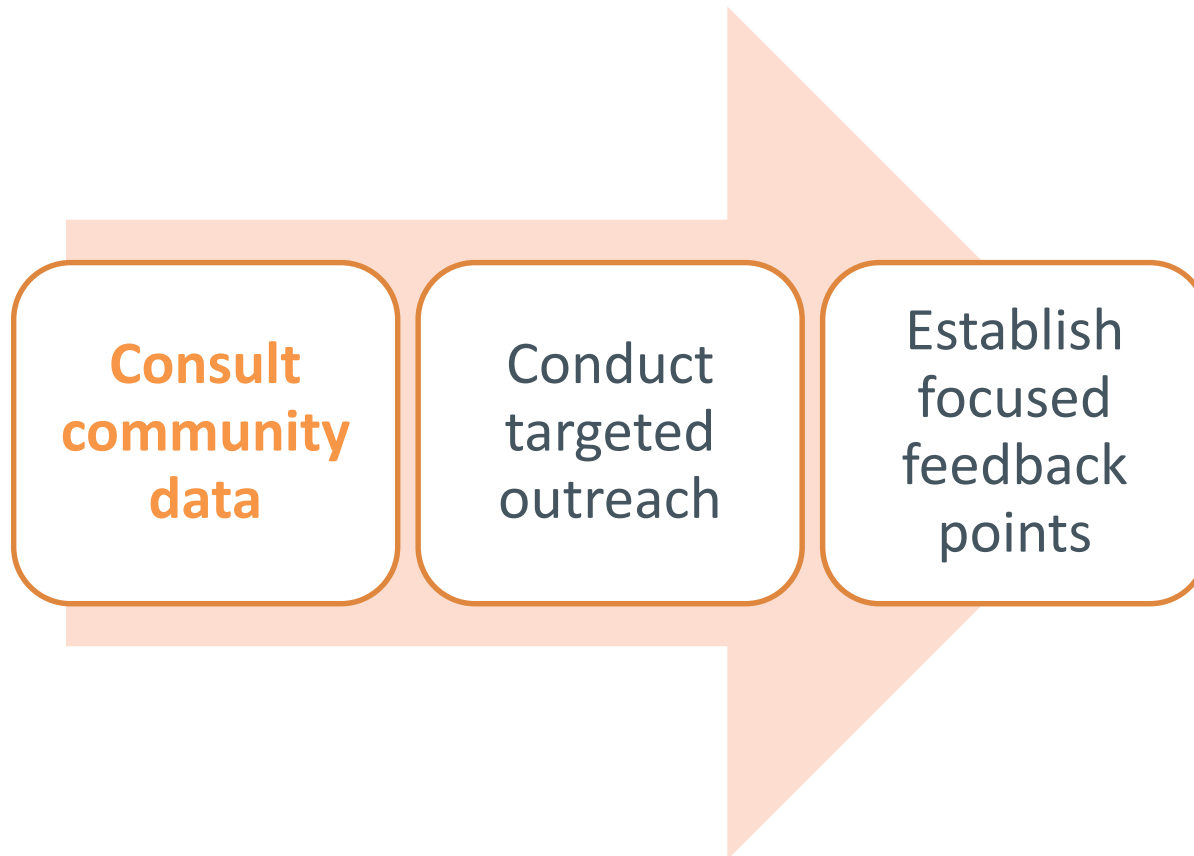 Consult
community
data
Conduct
targeted
outreach
Establish
focused
feedback
points